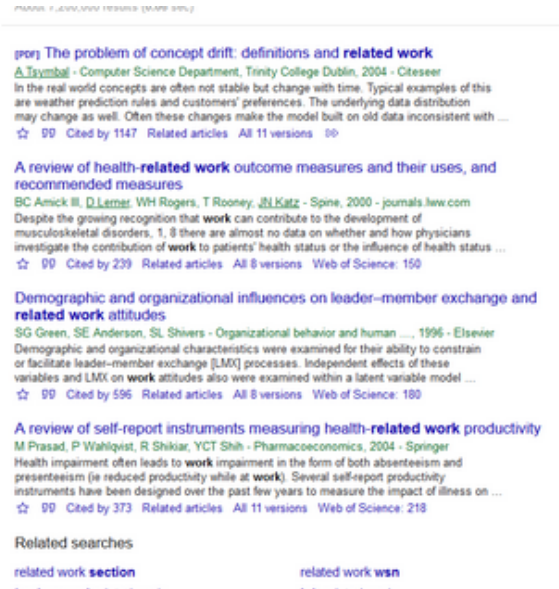 About 7,250,000 results (0.06 sec)
[PDF] The problem of concept drift: definitions and related work
A Tsymbal - Computer Science Department, Trinity College Dublin, 2004 - Citeseer
In the real world concepts are often not stable but change with time. Typical examples of this
are weather prediction rules and customers' preferences. The underlying data distribution
may change as well. Often these changes make the model built on old data inconsistent with ...
Cited by 1147 Related articles All 11 versions
A review of health-related work outcome measures and their uses, and
recommended measures
BC Amick III, D Lerner, WH Rogers, T Rooney, JN Katz - Spine, 2000 - journals.lww.com
Despite the growing recognition that work can contribute to the development of
musculoskeletal disorders, 1, 8 there are almost no data on whether and how physicians
investigate the contribution of work to patients' health status or the influence of health status ...
Cited by 239 Related articles All 8 versions Web of Science: 150
Demographic and organizational influences on leader–member exchange and
related work attitudes
SG Green, SE Anderson, SL Shivers - Organizational behavior and human ..., 1996 - Elsevier
Demographic and organizational characteristics were examined for their ability to constrain
or facilitate leader–member exchange [LMX] processes. Independent effects of these
variables and LMX on work attitudes also were examined within a latent variable model ...
Cited by 596 Related articles All 8 versions Web of Science: 180
A review of self-report instruments measuring health-related work productivity
M Prasad, P Wahlqvist, R Shikiar, YCT Shih - Pharmacoeconomics, 2004 - Springer
Health impairment often leads to work impairment in the form of both absenteeism and
presenteeism (ie reduced productivity while at work). Several self-report productivity
instruments have been designed over the past few years to measure the impact of illness on ...
Cited by 373 Related articles All 11 versions Web of Science: 218
Related searches
related work section related work wsn